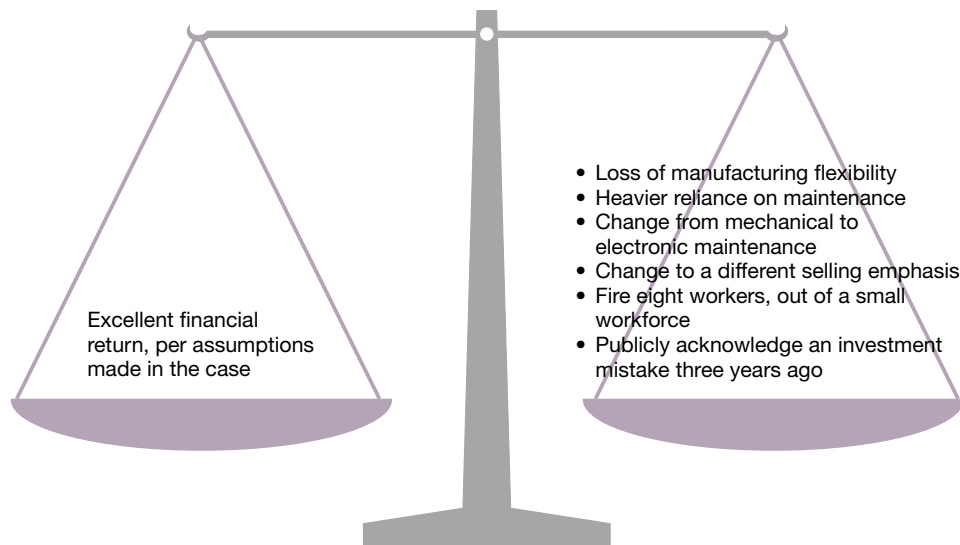 Excellent financial
return, per assumptions
made in the case
• Loss of manufacturing flexibility
• Heavier reliance on maintenance
• Change from mechanical to
electronic maintenance
• Change to a different selling emphasis
• Fire eight workers, out of a small
workforce
• Publicly acknowledge an investment
mistake three years ago